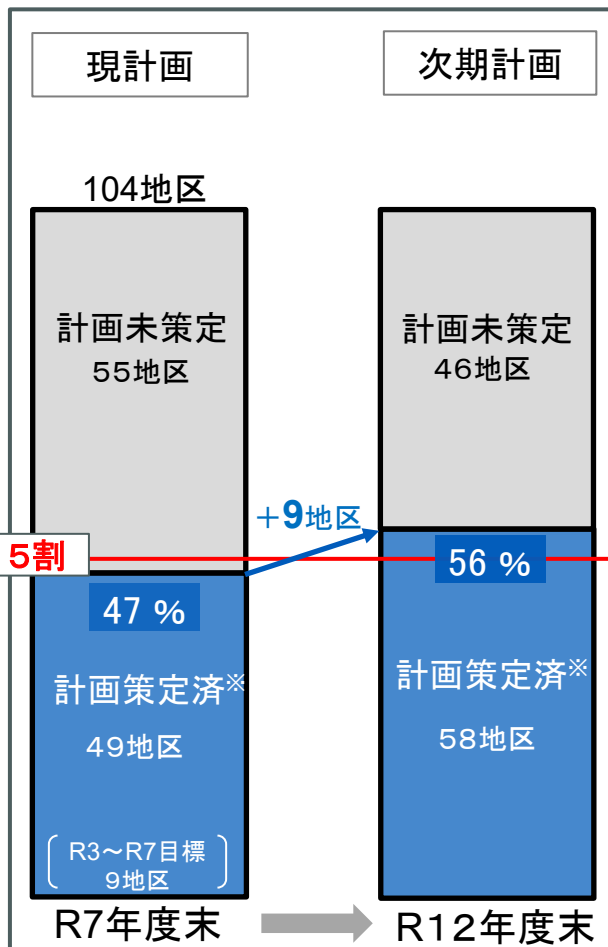 現計画
次期計画
104地区
計画未策定
55地区
計画未策定
46地区
＋9地区
5割
47 %
56 %
計画策定済※
49地区
計画策定済※
58地区
R3～R7目標
9地区
R7年度末
R１２年度末